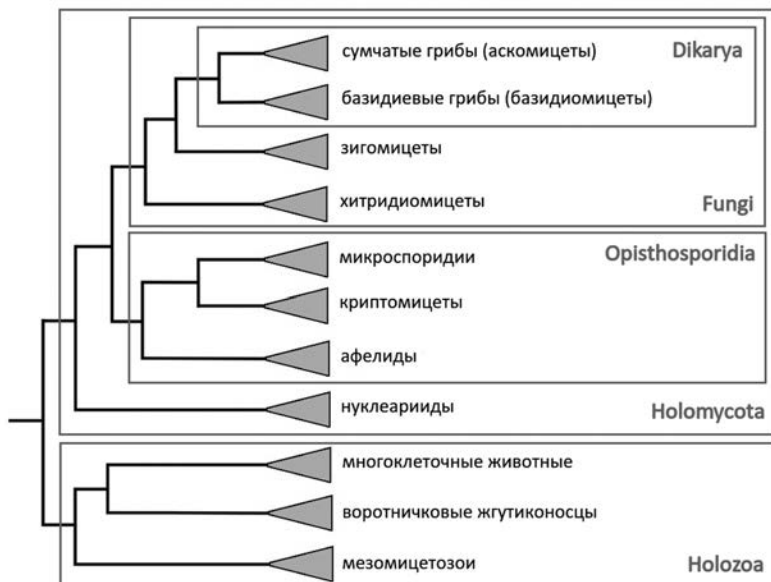 сумчатые грибы (аскомицеты)
Dikarya
базидиевые грибы (базидиомицеты)
зигомицеты
хитридиомицеты
Fungi
Opisthosporidia
микроспоридии
криптомицеты
афелиды
нуклеарииды
Holomycota
многоклеточные животные
воротничковые жгутиконосцы
мезомицетозои
Holozoa